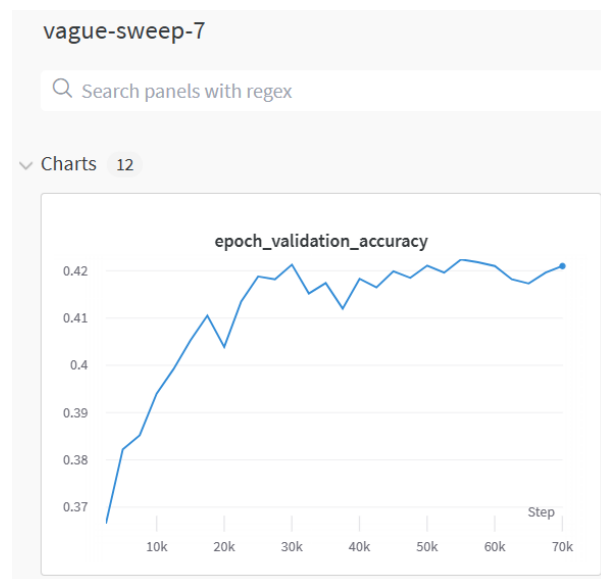 vague-sweep-7
Search panels with regex
Charts 12
epoch_validation_accuracy
0.42
0.41
0.4
0.39
0.38
0.37
Step
10k 20k 30k 40k 50k 60k 70k